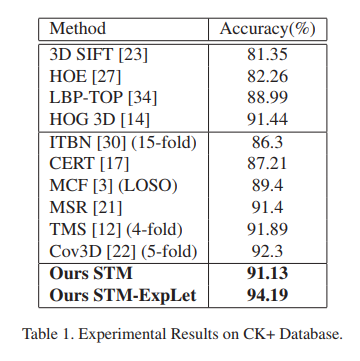 Method Accuracy(%)
3D SIFT [23] 81.35
HOE [27] 82.26
LBP-TOP [34] 88.99
HOG 3D [14] 91.44
ITBN [30] (15-fold) 86.3
CERT [17] 87.21
MCF [3] (LOSO) 89.4
MSR [21] 91.4
TMS [12] (4-fold) 91.89
Cov3D [22] (5-fold) 92.3
Ours STM 91.13
Ours STM-ExpLet 94.19
Table 1. Experimental Results on CK+ Database.